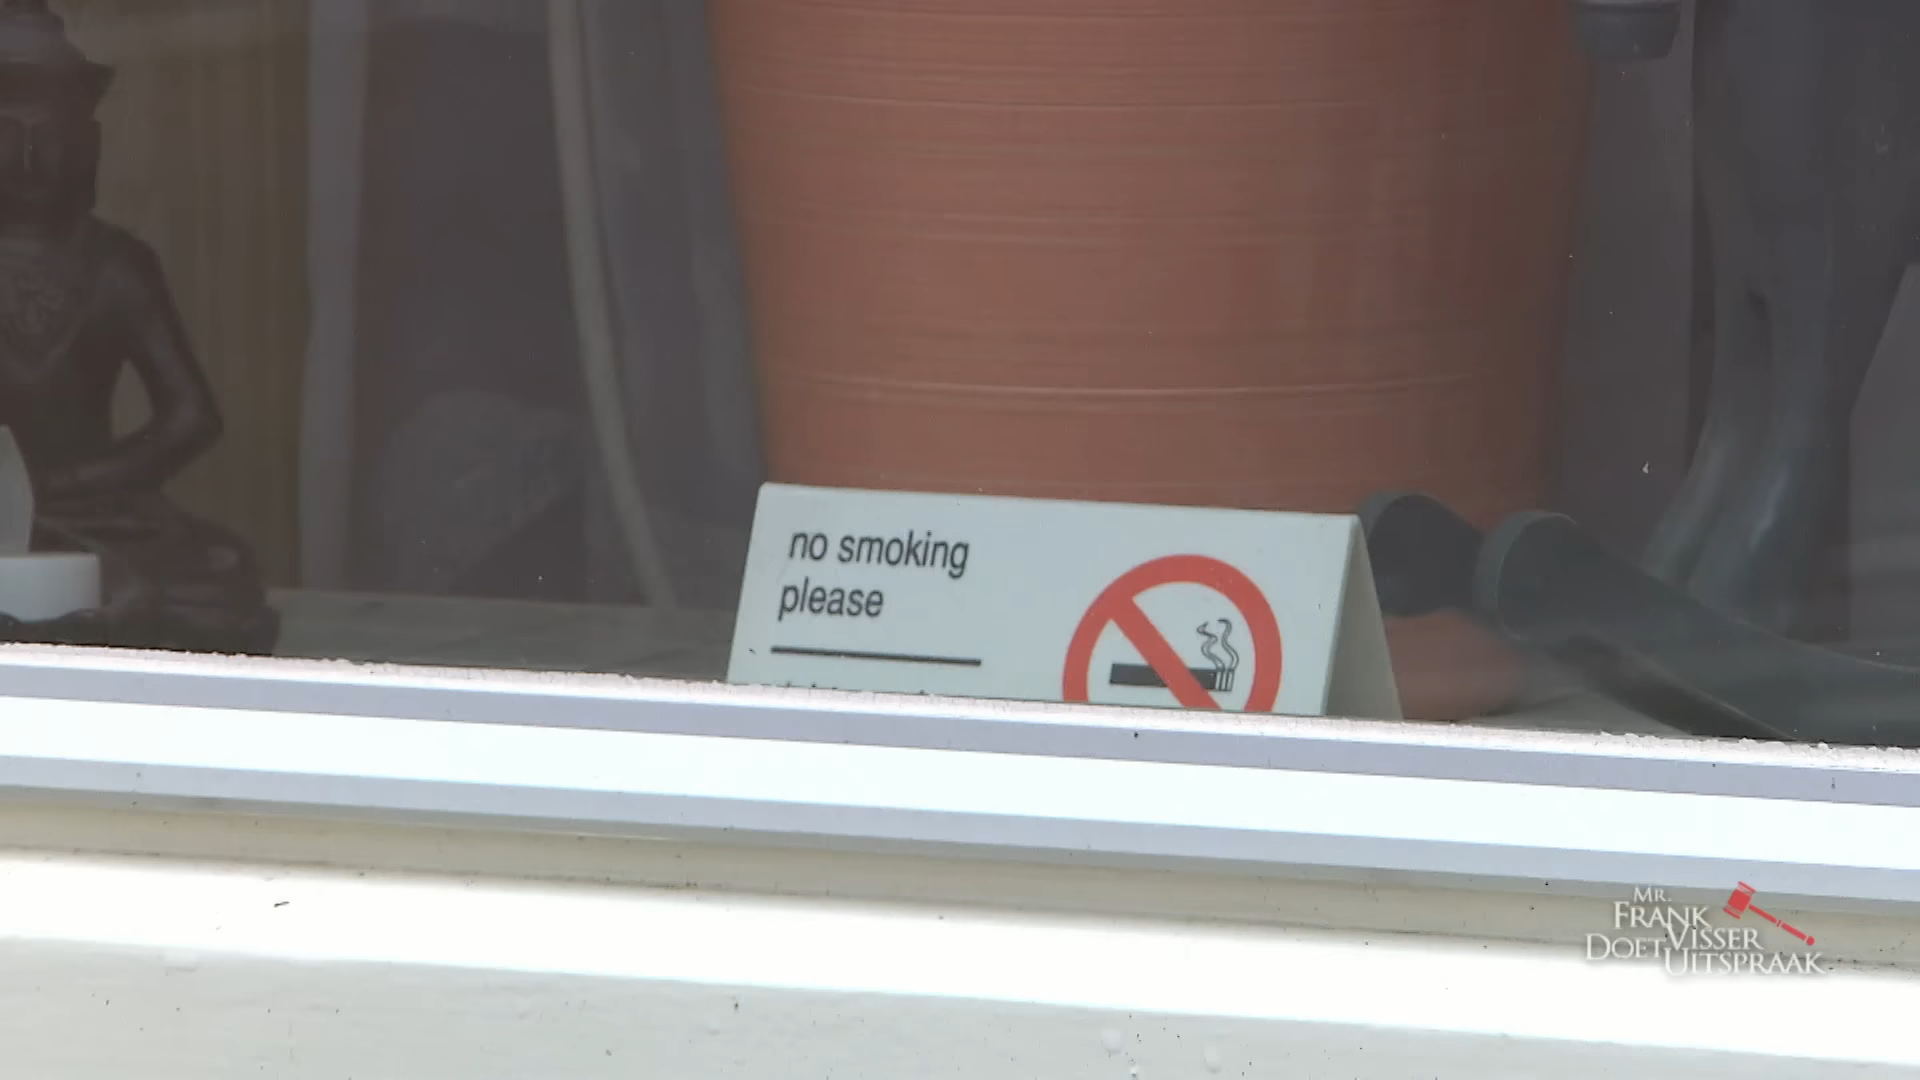 no smoking
please
MR.
FRANK
VISSER
DOET
UITSPRAAK